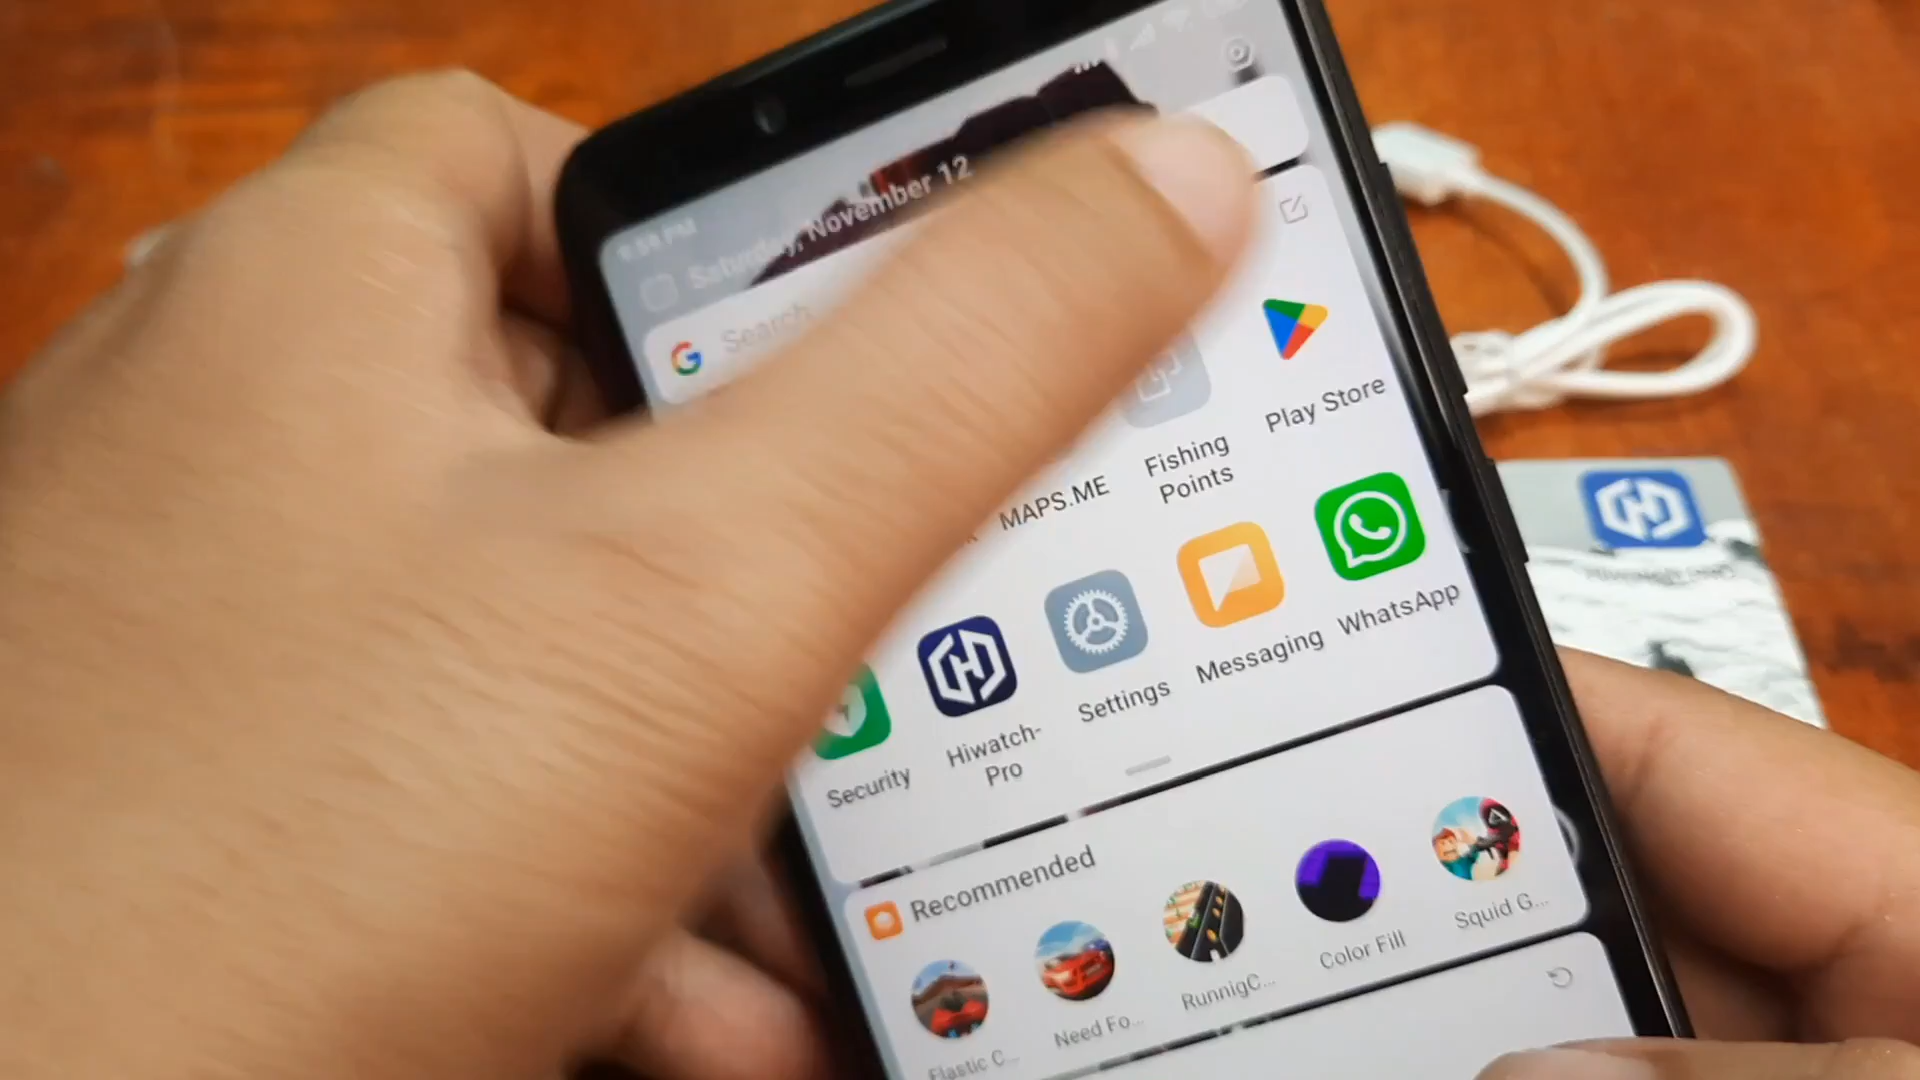 Saturday, November 12
Search
Play Store
Fishing
Points
MAPS.ME
WhatsApp
Messaging
Settings
Hiwatch-
Pro
Security
Recommended
Squid G...
Color Fill
RunnigC...
Need Fo...
Elastic C...